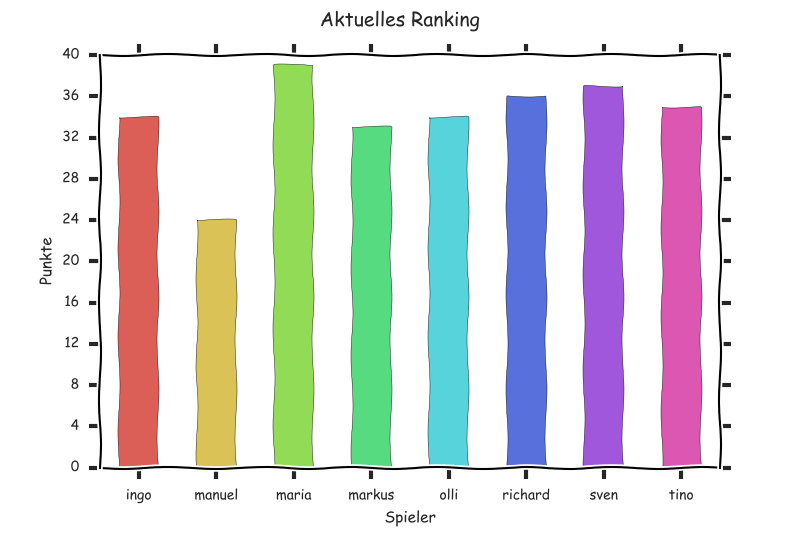 Aktuelles Ranking
40
36
32
28
24
20
16
12
8
4
0
Punkte
ingo manuel maria markus olli richard sven tino
Spieler